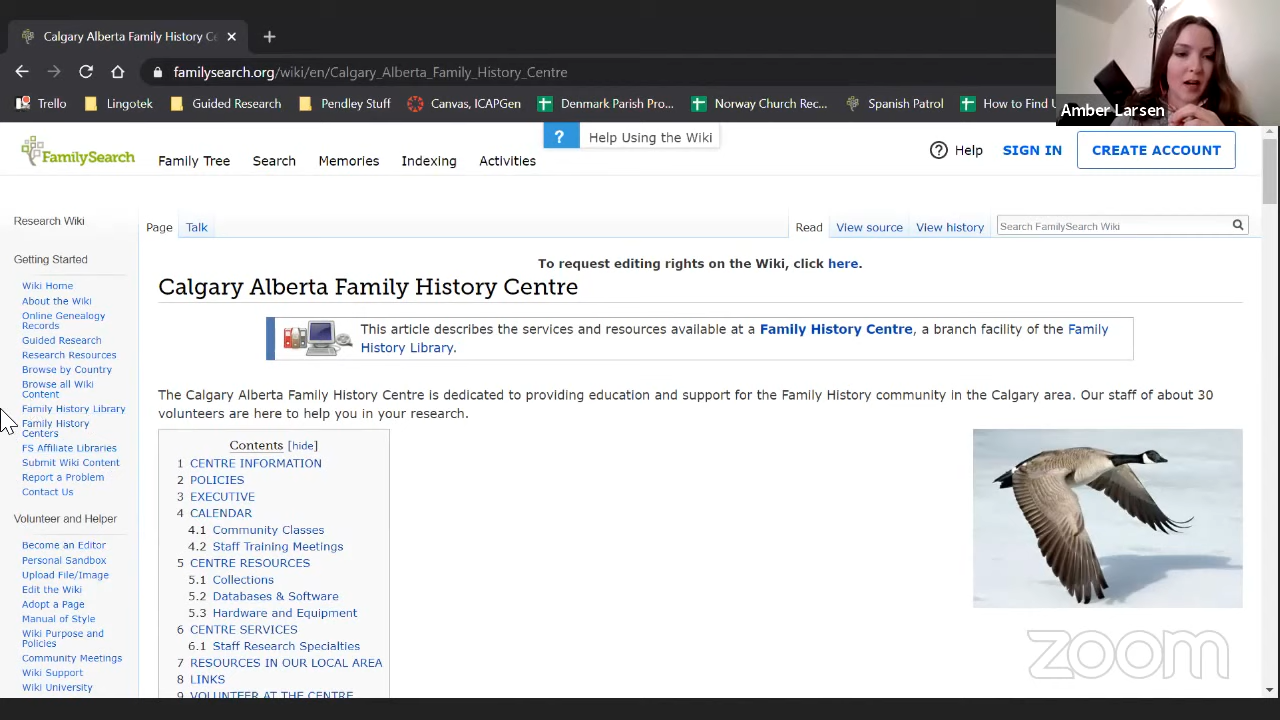 Calgary Alberta Family History Ce
familysearch.org/wiki/en/Calgary_Alberta_Family_History_Centre
Trello Lingotek Guided Research Pendley Stuff Canvas, ICAPGen Denmark Parish Pro... Norway Church Rec... Spanish Patrol How to Find
Amber Larsen
? Help Using the Wiki
FamilySearch
Family Tree Search Memories Indexing Activities
? Help SIGN IN CREATE ACCOUNT
Research Wiki
Getting Started
Wiki Home
About the Wiki
Online Genealogy
Records
Guided Research
Research Resources
Browse by Country
Browse all Wiki
Content
Family History Library
Family History
Centers
FS Affiliate Libraries
Submit Wiki Content
Report a Problem
Contact Us
Volunteer and Helper
Become an Editor
Personal Sandbox
Upload File/Image
Edit the Wiki
Adopt a Page
Manual of Style
Wiki Purpose and
Policies
Community Meetings
Wiki Support
Wiki University
Page Talk Read View source View history Search FamilySearch Wiki
To request editing rights on the Wiki, click here.
Calgary Alberta Family History Centre
This article describes the services and resources available at a Family History Centre, a branch facility of the Family
History Library.
The Calgary Alberta Family History Centre is dedicated to providing education and support for the Family History community in the Calgary area. Our staff of about 30
volunteers are here to help you in your research.
Contents [hide]
1 CENTRE INFORMATION
2 POLICIES
3 EXECUTIVE
4 CALENDAR
4.1 Community Classes
4.2 Staff Training Meetings
5 CENTRE RESOURCES
5.1 Collections
5.2 Databases & Software
5.3 Hardware and Equipment
6 CENTRE SERVICES
6.1 Staff Research Specialties
7 RESOURCES IN OUR LOCAL AREA
8 LINKS
9 VOLUNTEER AT THE CENTRE
zoom